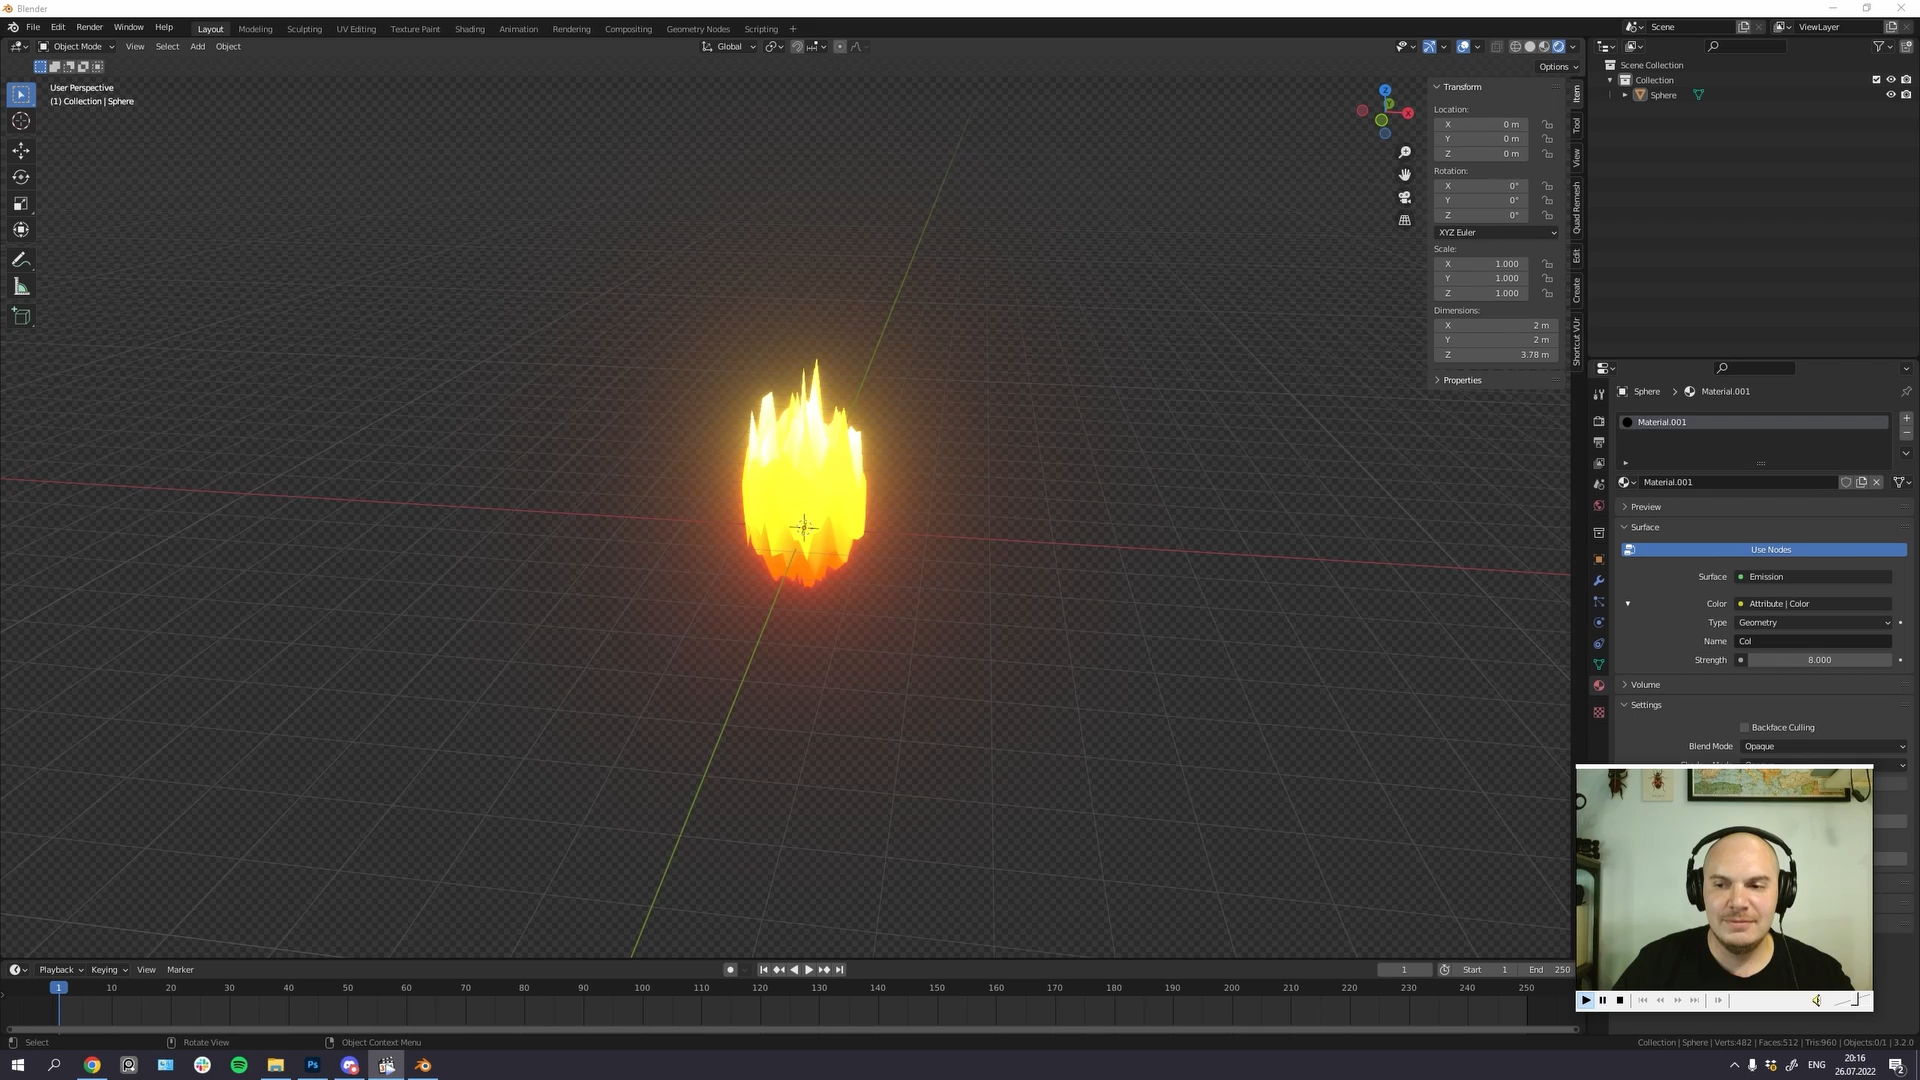 Blender
File Edit Render Window Help
Layout Modeling Sculpting UV Editing Texture Paint Shading Animation Rendering Compositing Geometry Nodes Scripting +
Scene
ViewLayer
Object Mode View Select Add Object
Global
Options
User Perspective
(1) Collection | Sphere
Transform
Location:
X 0 m
Y 0 m
Z 0 m
Rotation:
X 0°
Y 0°
Z 0°
XYZ Euler
Scale:
X 1.000
Y 1.000
Z 1.000
Dimensions:
X 2 m
Y 2 m
Z 3.78 m
Properties
Item
Tool
View
Quad Remesh
Edit
Create
Shortcut VUr
Z
Y
X
Scene Collection
Collection
Sphere
Sphere > Material.001
Material.001
Material.001
Preview
Surface
Use Nodes
Surface Emission
Color Attribute | Color
Type Geometry
Name Col
Strength 8.000
Volume
Settings
Backface Culling
Blend Mode Opaque
Playback Keying View Marker
1
Start 1
End 250
1 10 20 30 40 50 60 70 80 90 100 110 120 130 140 150 160 170 180 190 200 210 220 230 240 250
Select
Rotate View
Object Context Menu
Collection | Sphere | Verts:482 | Faces:512 | Tris:960 | Objects:0/1 | 3.2.0
Ps
ENG
20:16
26.07.2022
2